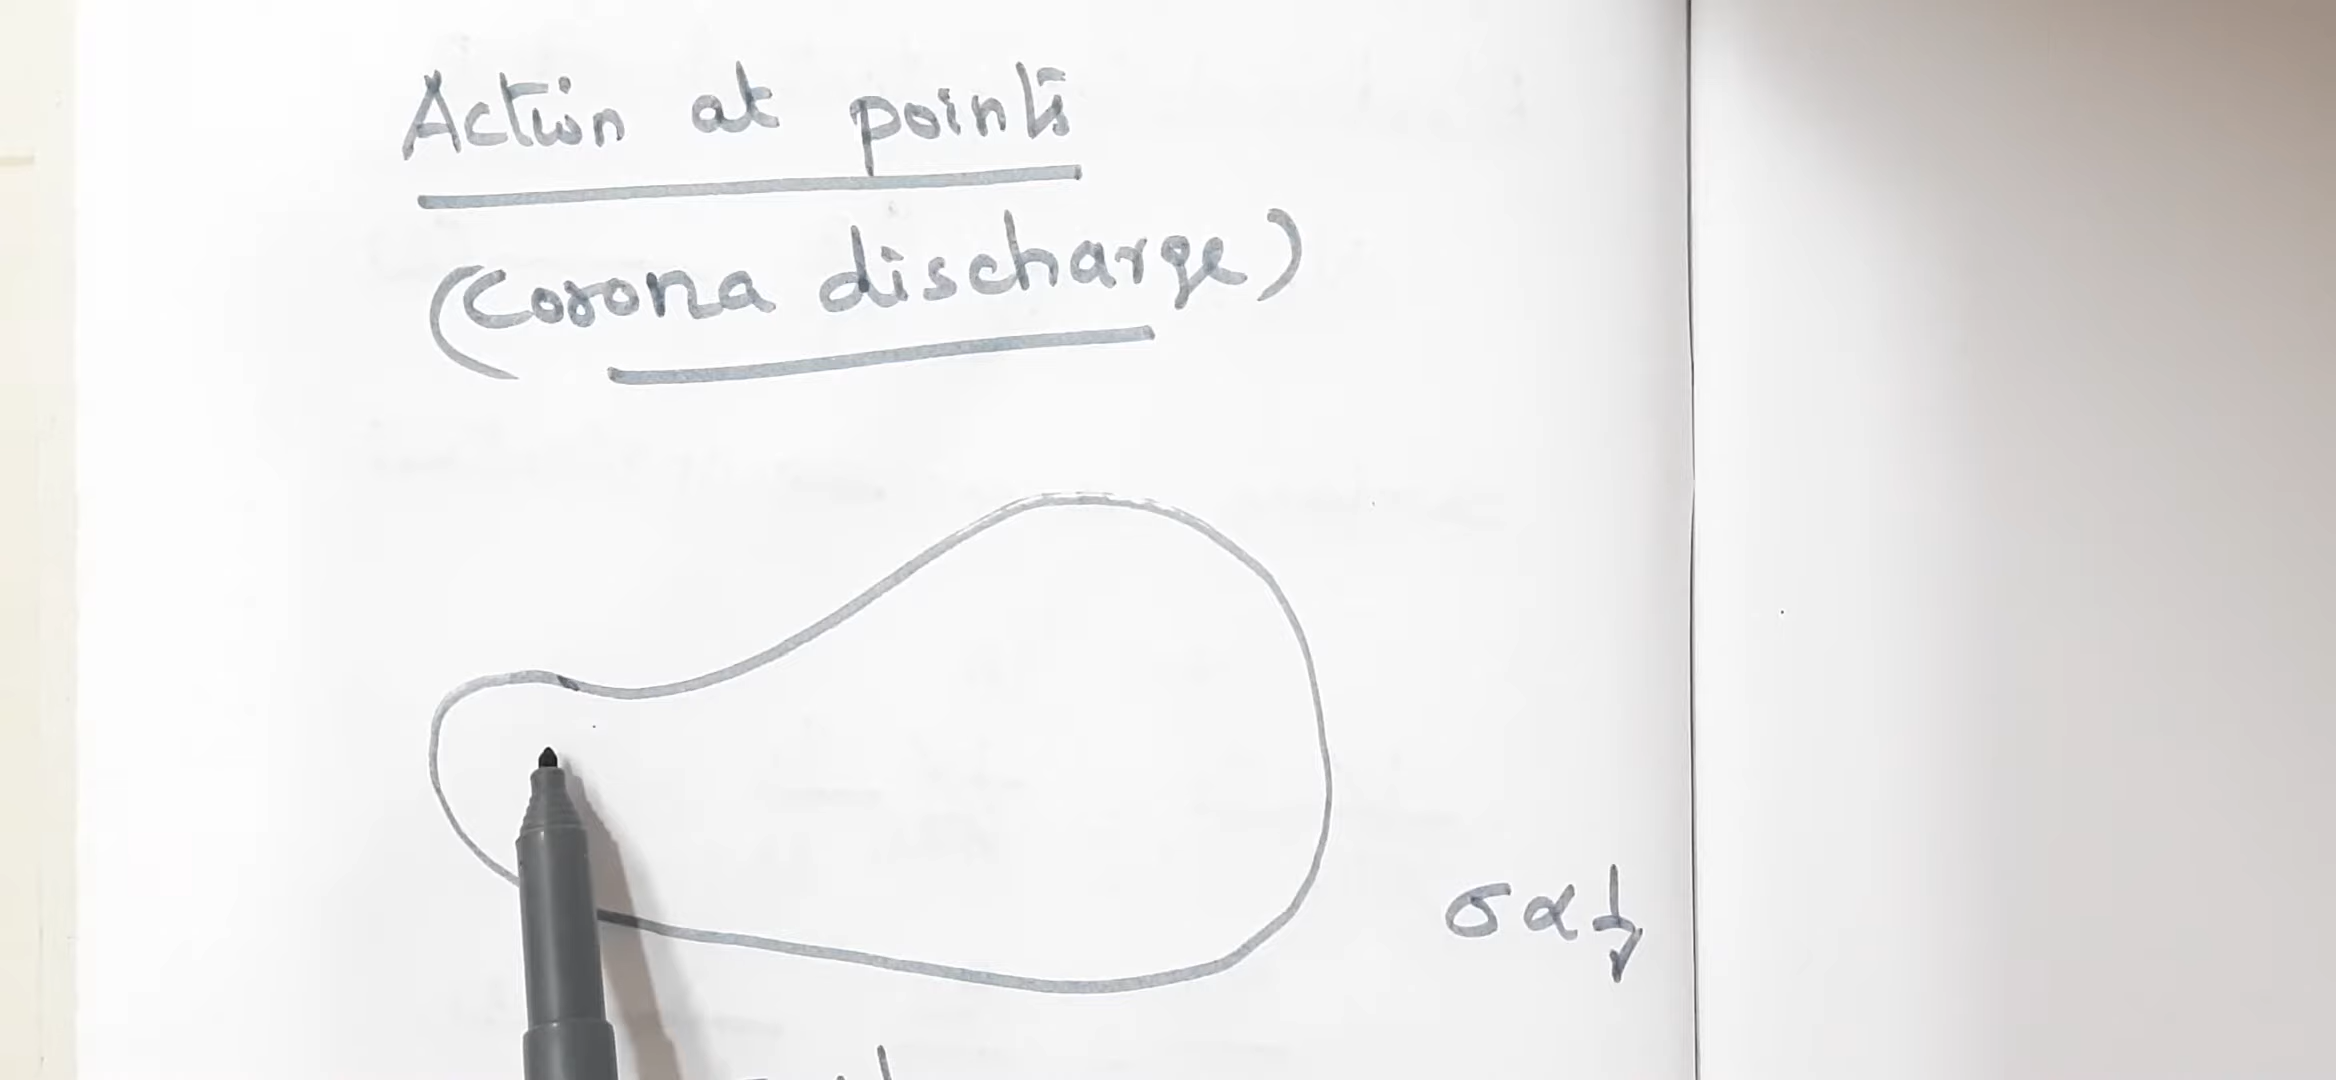 Action at points
(Corona discharge)
σ α 1/r